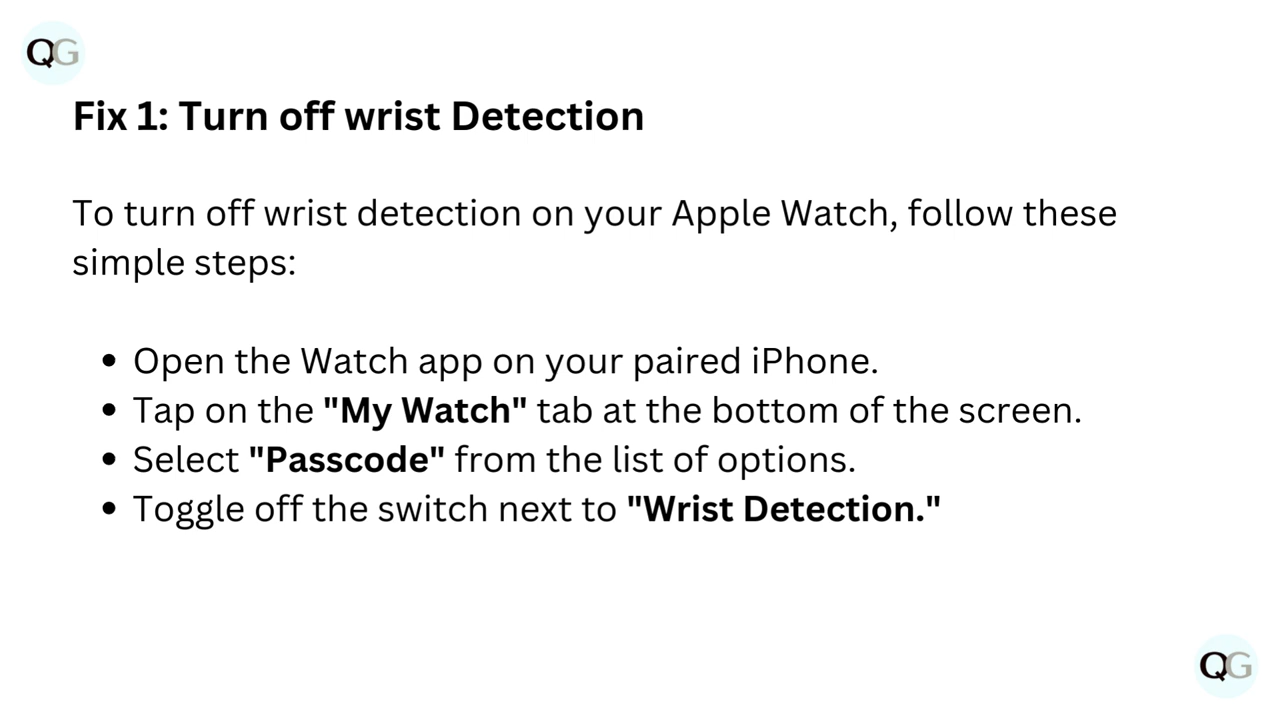 QG
Fix 1: Turn off wrist Detection
To turn off wrist detection on your Apple Watch, follow these
simple steps:
• Open the Watch app on your paired iPhone.
• Tap on the "My Watch" tab at the bottom of the screen.
• Select "Passcode" from the list of options.
• Toggle off the switch next to "Wrist Detection."
QG